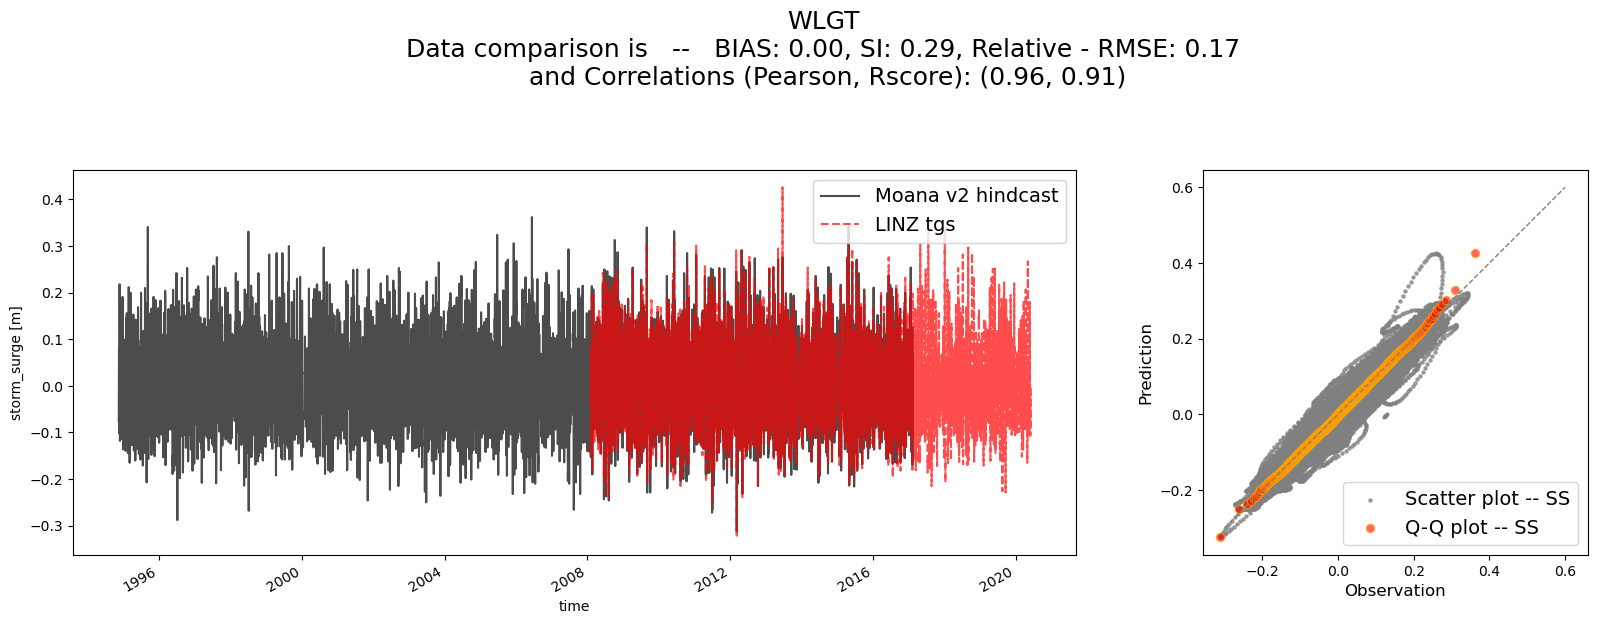 WLGT
Data comparison is -- BIAS: 0.00, SI: 0.29, Relative - RMSE: 0.17
and Correlations (Pearson, Rscore): (0.96, 0.91)
storm_surge [m]
0.4
0.3
0.2
0.1
0.0
−0.1
−0.2
−0.3
Moana v2 hindcast
LINZ tgs
1996
2000
2004
2008
2012
2016
2020
time
Prediction
0.6
0.4
0.2
0.0
−0.2
Scatter plot -- SS
Q-Q plot -- SS
−0.2
0.0
0.2
0.4
0.6
Observation